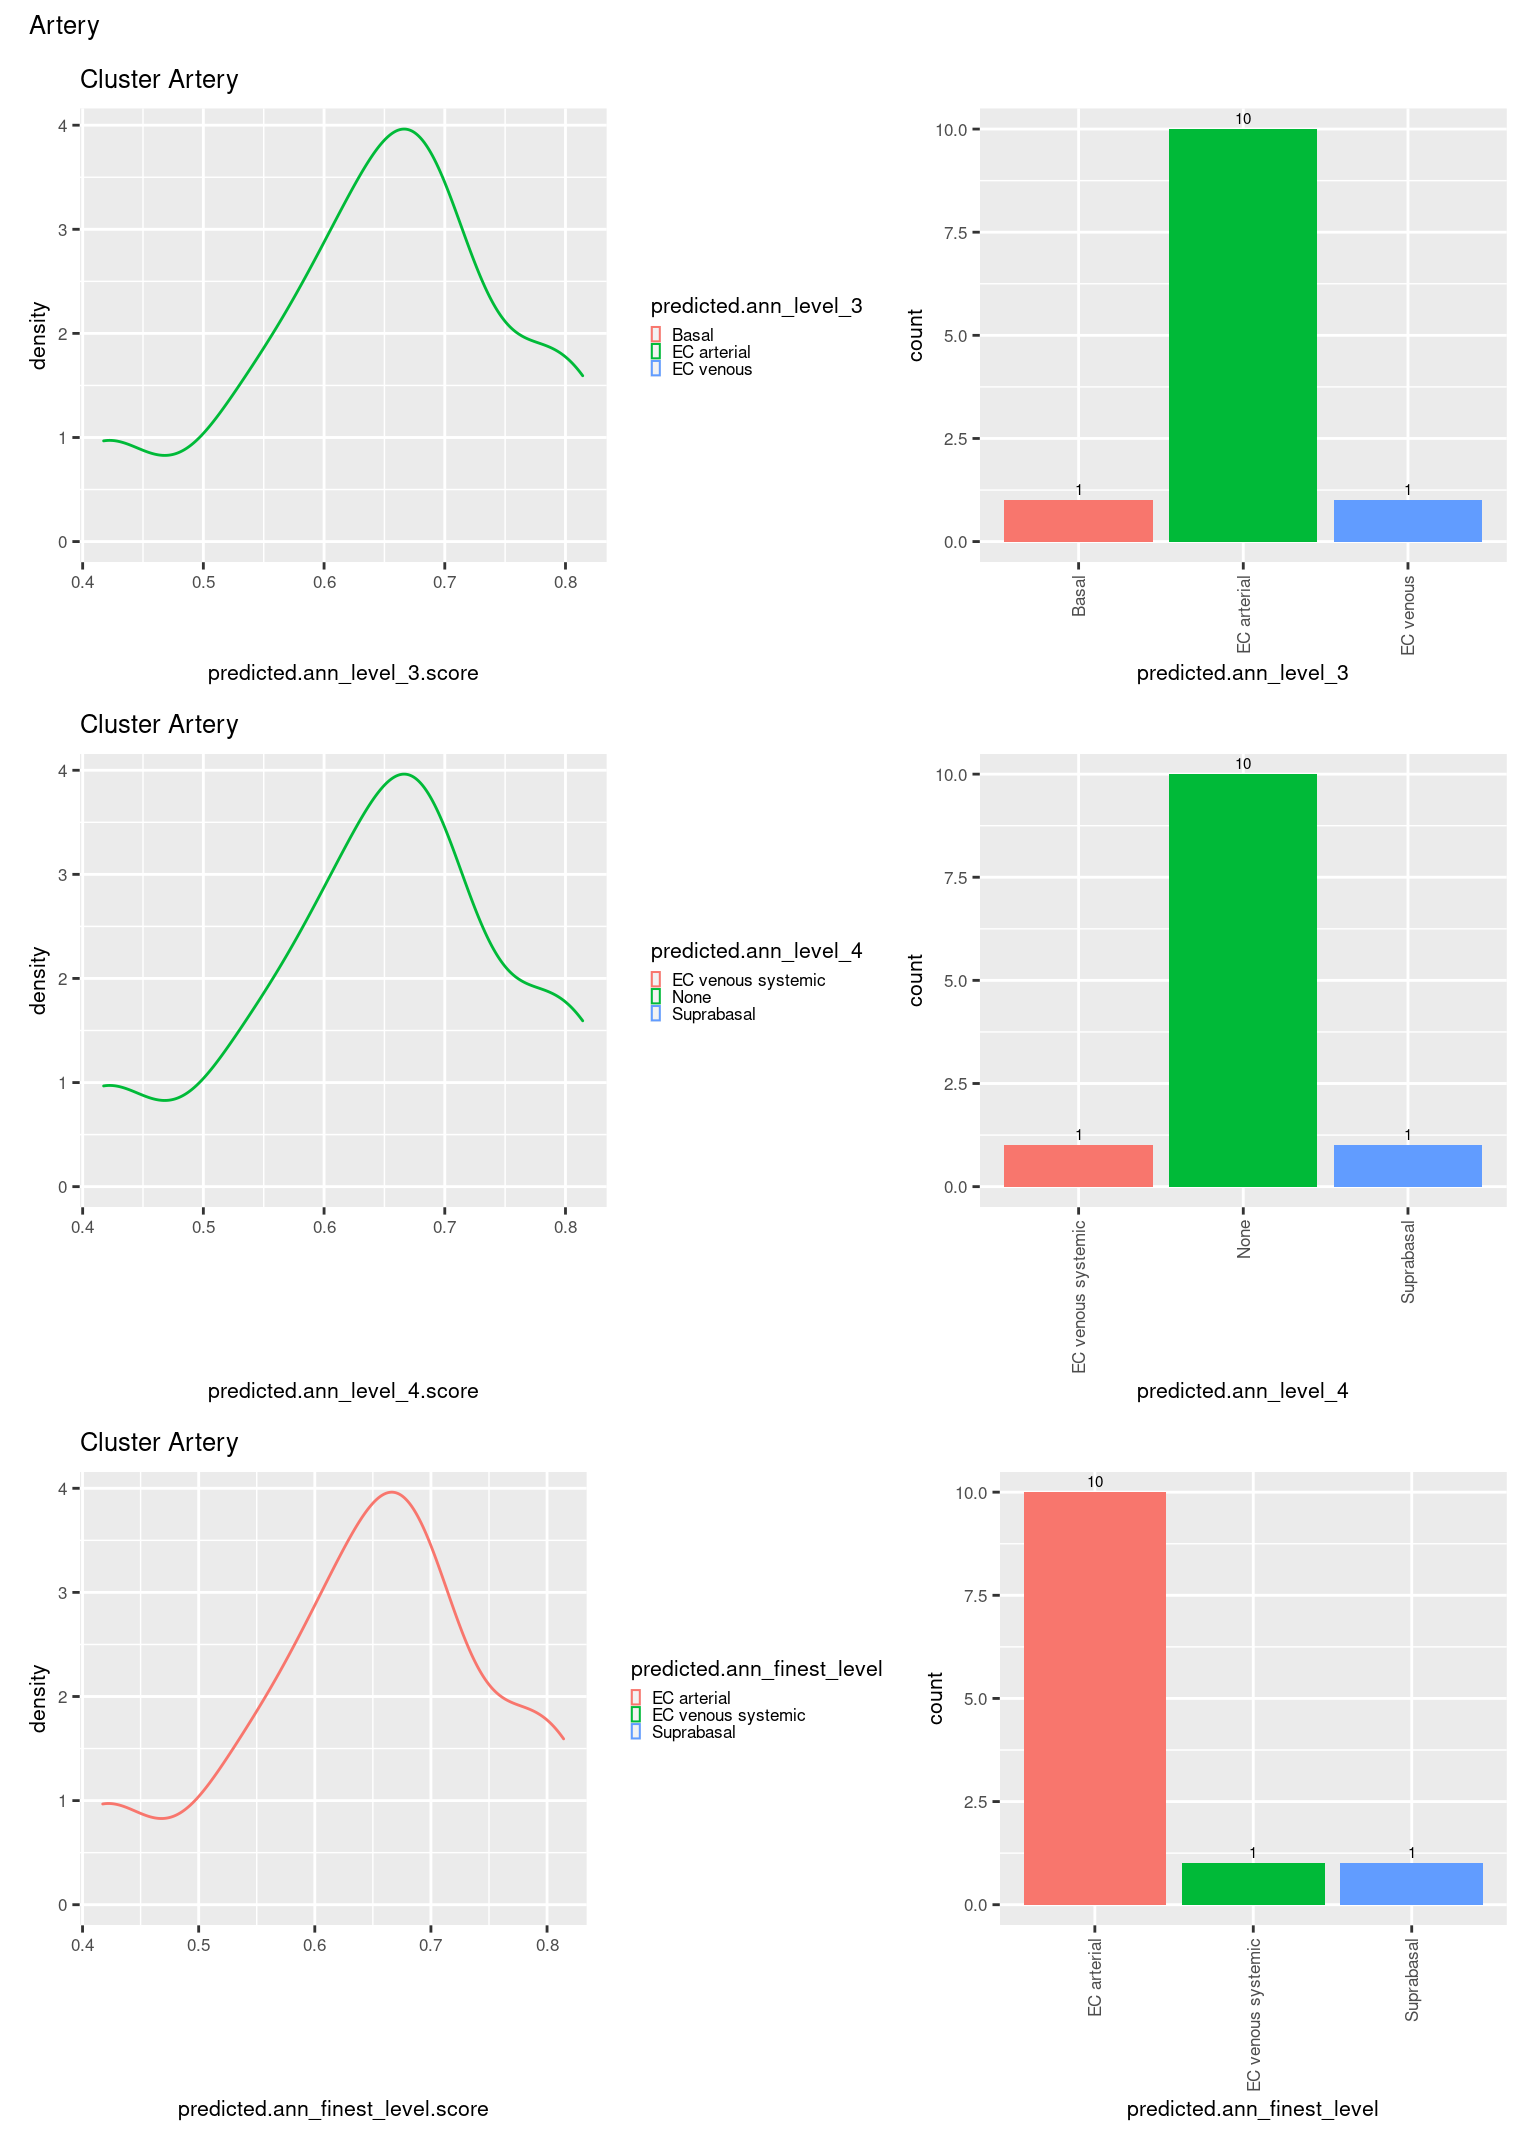 Artery
Cluster Artery
4
3
2
1
0
density
0.4 0.5 0.6 0.7 0.8
predicted.ann_level_3.score
predicted.ann_level_3
Basal
EC arterial
EC venous
10.0
7.5
5.0
2.5
0.0
count
1 10 1
Basal
EC arterial
EC venous
predicted.ann_level_3
Cluster Artery
4
3
2
1
0
density
0.4 0.5 0.6 0.7 0.8
predicted.ann_level_4.score
predicted.ann_level_4
EC venous systemic
None
Suprabasal
10.0
7.5
5.0
2.5
0.0
count
1 10 1
EC venous systemic
None
Suprabasal
predicted.ann_level_4
Cluster Artery
4
3
2
1
0
density
0.4 0.5 0.6 0.7 0.8
predicted.ann_finest_level.score
predicted.ann_finest_level
EC arterial
EC venous systemic
Suprabasal
10.0
7.5
5.0
2.5
0.0
count
10 1 1
EC arterial
EC venous systemic
Suprabasal
predicted.ann_finest_level